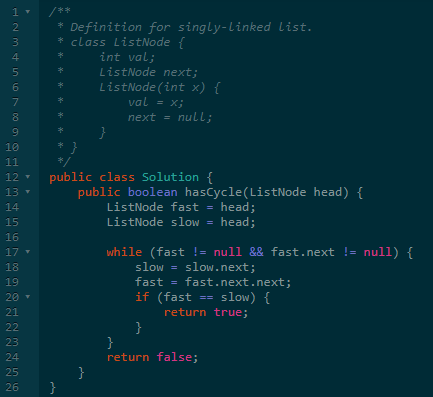 1 /**
2  * Definition for singly-linked list.
3  * class ListNode {
4  *     int val;
5  *     ListNode next;
6  *     ListNode(int x) {
7  *         val = x;
8  *         next = null;
9  *     }
10  * }
11  */
12 public class Solution {
13     public boolean hasCycle(ListNode head) {
14         ListNode fast = head;
15         ListNode slow = head;
16
17         while (fast != null && fast.next != null) {
18             slow = slow.next;
19             fast = fast.next.next;
20             if (fast == slow) {
21                 return true;
22             }
23         }
24         return false;
25     }
26 }